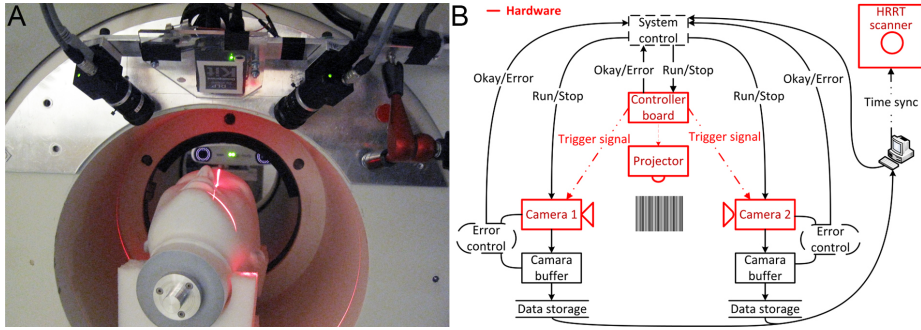 A
B
Hardware
System
control
HRRT
scanner
Okay/Error
Run/Stop
Okay/Error
Run/Stop
Run/Stop
Okay/Error
Time sync
Controller
board
Trigger signal
Trigger signal
Projector
Camera 1
Camera 2
Error
control
Error
control
Camara
buffer
Camara
buffer
Data storage
Data storage